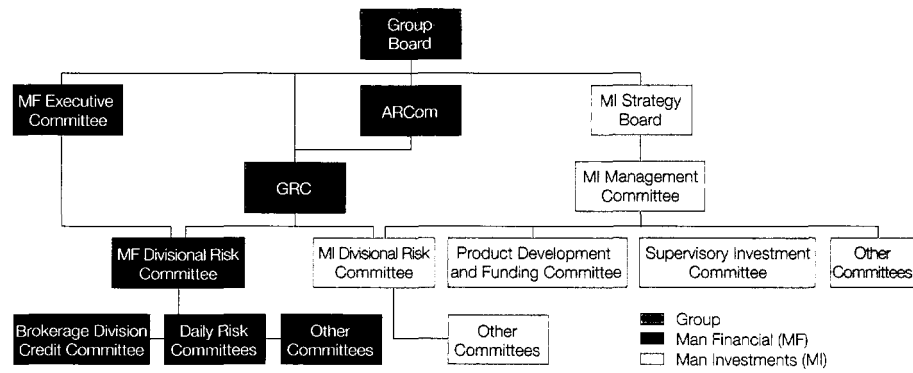 Group
Board
MF Executive
Committee
ARCom
MI Strategy
Board
GRC
MI Management
Committee
MF Divisional Risk
Committee
MI Divisional Risk
Committee
Product Development
and Funding Committee
Supervisory Investment
Committee
Other
Committees
Brokerage Division
Credit Committee
Daily Risk
Committees
Other
Committees
Other
Committees
Group
Man Financial (MF)
Man Investments (MI)